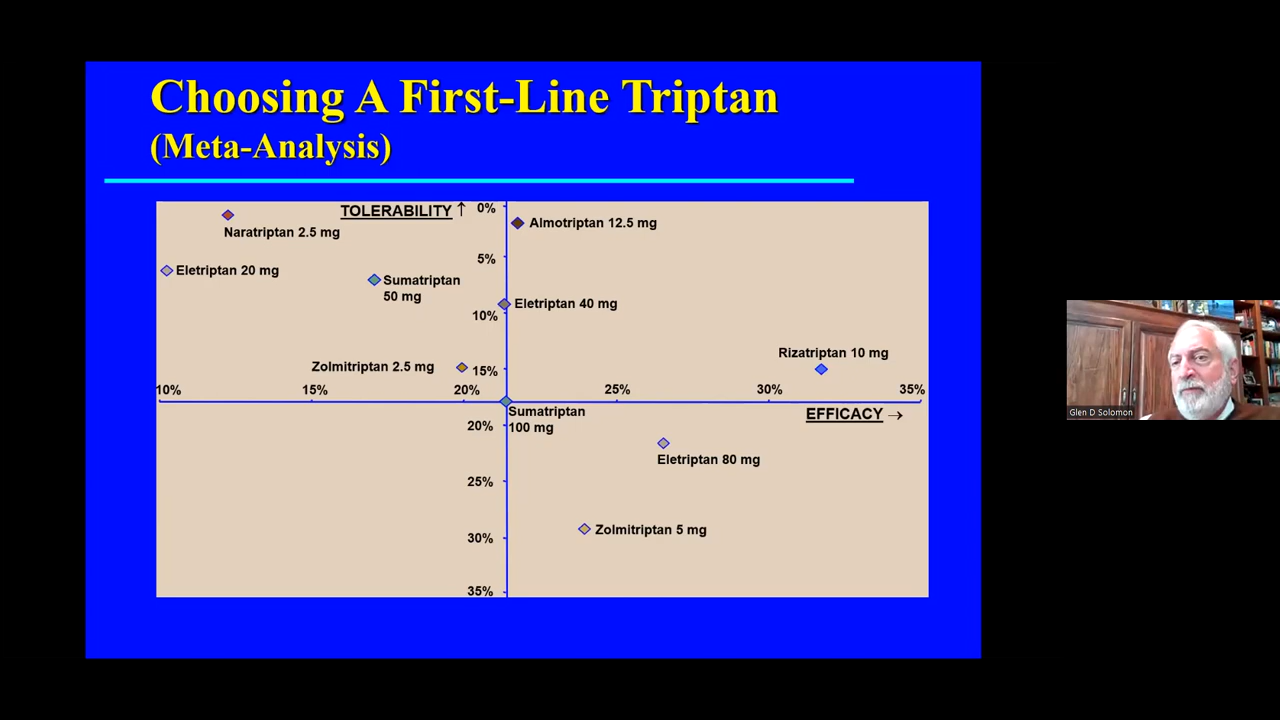 Choosing A First-Line Triptan
(Meta-Analysis)
TOLERABILITY ↑
0%
Almotriptan 12.5 mg
Naratriptan 2.5 mg
5%
Eletriptan 20 mg
Sumatriptan
50 mg
Eletriptan 40 mg
10%
Rizatriptan 10 mg
Zolmitriptan 2.5 mg
15%
10%
15%
20%
25%
30%
35%
Sumatriptan
100 mg
EFFICACY →
20%
Eletriptan 80 mg
25%
Zolmitriptan 5 mg
30%
35%
Glen D Solomon